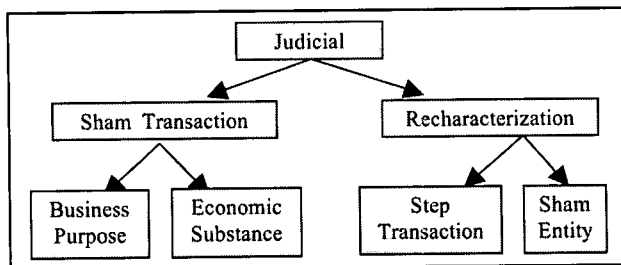 Judicial
Sham Transaction
Recharacterization
Business
Purpose
Economic
Substance
Step
Transaction
Sham
Entity